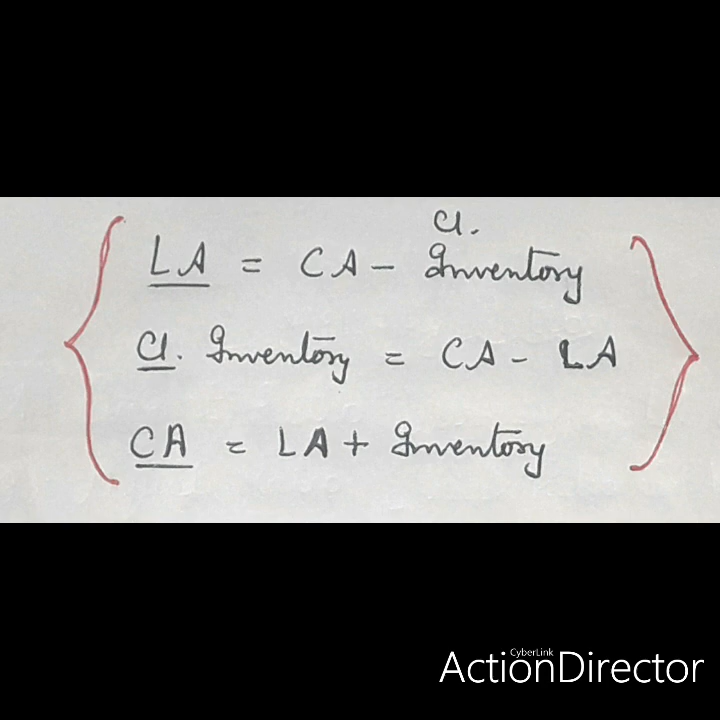 Cl.
LA = CA - Inventory
Cl. Inventory = CA - LA
CA = LA + Inventory
CyberLink
ActionDirector